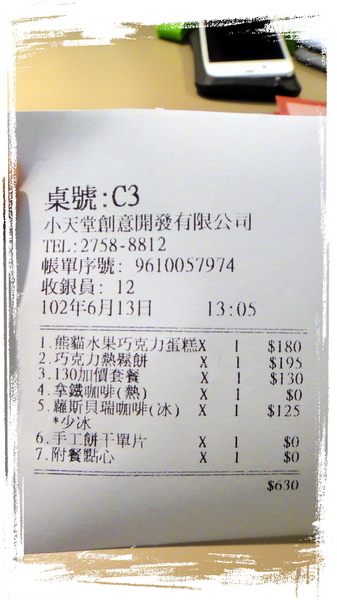 桌號:C3
小天堂創意開發有限公司
TEL:2758-8812
帳單序號: 9610057974
收銀員: 12
102年6月13日 13:05
1.熊貓水果巧克力蛋糕X 1 $180
2.巧克力熱鬆餅 X 1 $195
3.130加價套餐 X 1 $130
4.拿鐵咖啡(熱) X 1 $0
5.蘿斯貝瑞咖啡(冰) X 1 $125
*少冰
6.手工餅干單片 X 1 $0
7.附餐點心 X 1 $0
$630